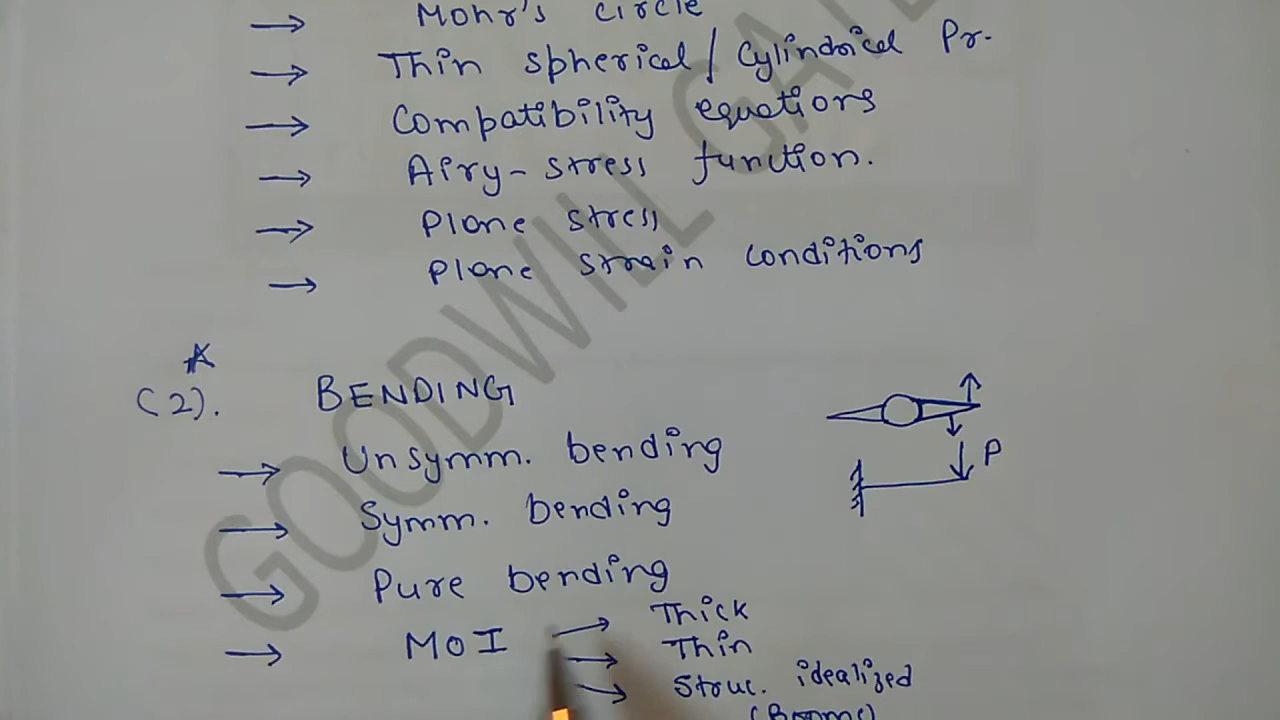 → Mohr's circle
→ Thin spherical / Cylindrical Pr.
→ Compatibility equations
→ Airy-stress function.
→ Plane stress
→ Plane strain conditions
(2). BENDING
→ Unsymm. bending
P
→ Symm. bending
→ Pure bending
→ MOI → Thick
→ Thin
→ Struc. idealized
(Booms)
GOODWILL GATE